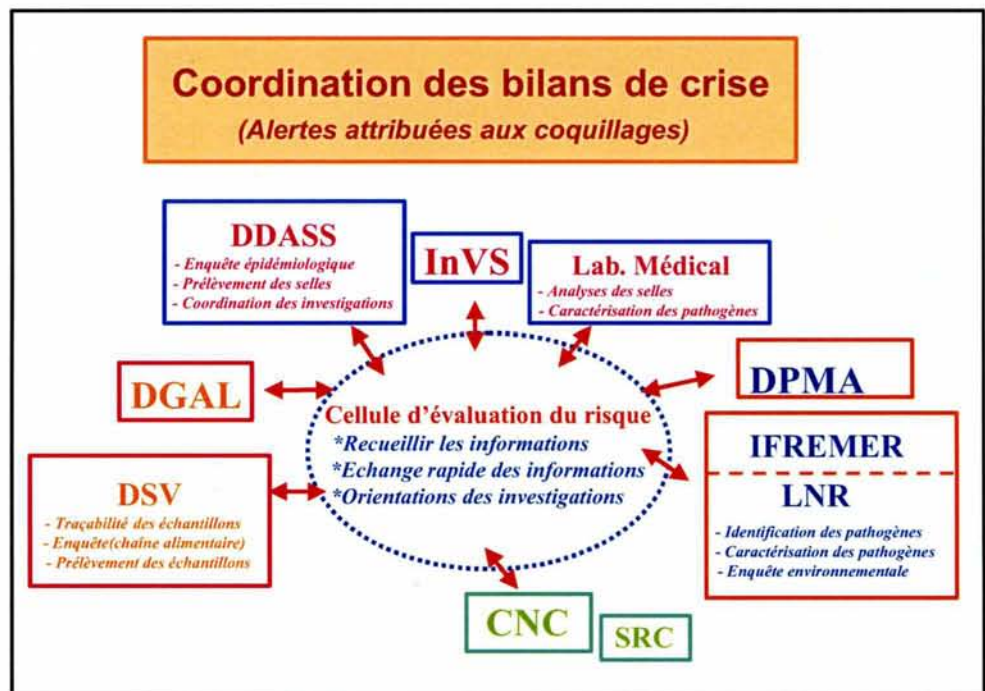 Coordination des bilans de crise
(Alertes attribuées aux coquillages)
DDASS
- Enquête épidémiologique
- Prélèvement des selles
- Coordination des investigations
InVS
Lab. Médical
- Analyses des selles
- Caractérisation des pathogènes
DGAL
DPMA
Cellule d'évaluation du risque
*Recueillir les informations
*Echange rapide des informations
*Orientations des investigations
DSV
- Traçabilité des échantillons
- Enquête(chaîne alimentaire)
- Prélèvement des échantillons
IFREMER
LNR
- Identification des pathogènes
- Caractérisation des pathogènes
- Enquête environnementale
CNC
SRC